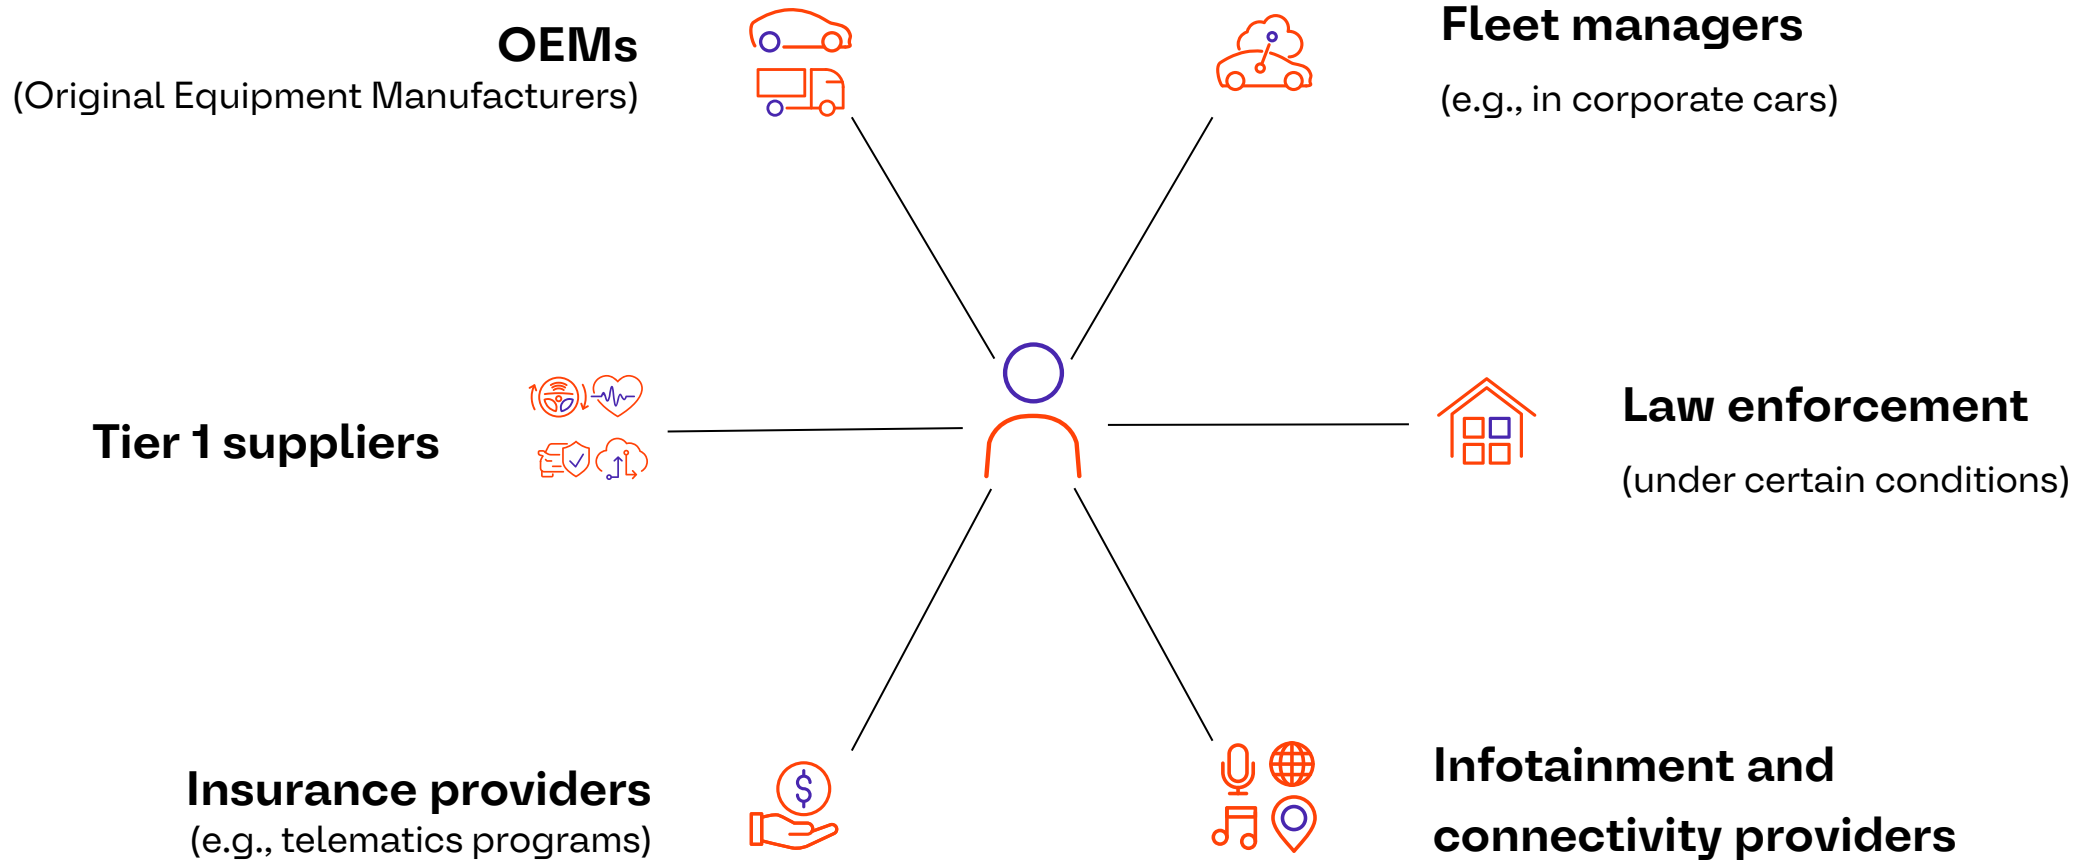 OEMs
(Original Equipment Manufacturers)
Fleet managers
(e.g., in corporate cars)
Tier 1 suppliers
Law enforcement
(under certain conditions)
Insurance providers
(e.g., telematics programs)
$
Infotainment and
connectivity providers